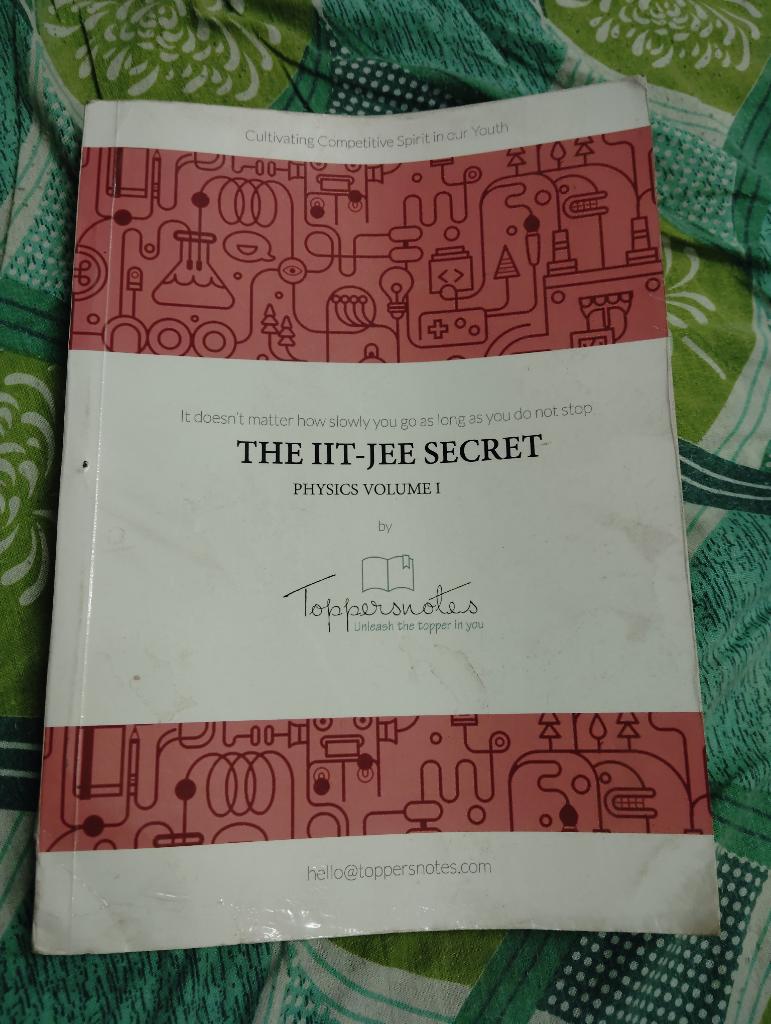 Cultivating Competitive Spirit in our Youth
It doesn't matter how slowly you go as long as you do not stop
THE IIT-JEE SECRET
PHYSICS VOLUME I
by
Toppersnotes
Unleash the topper in you
hello@toppersnotes.com